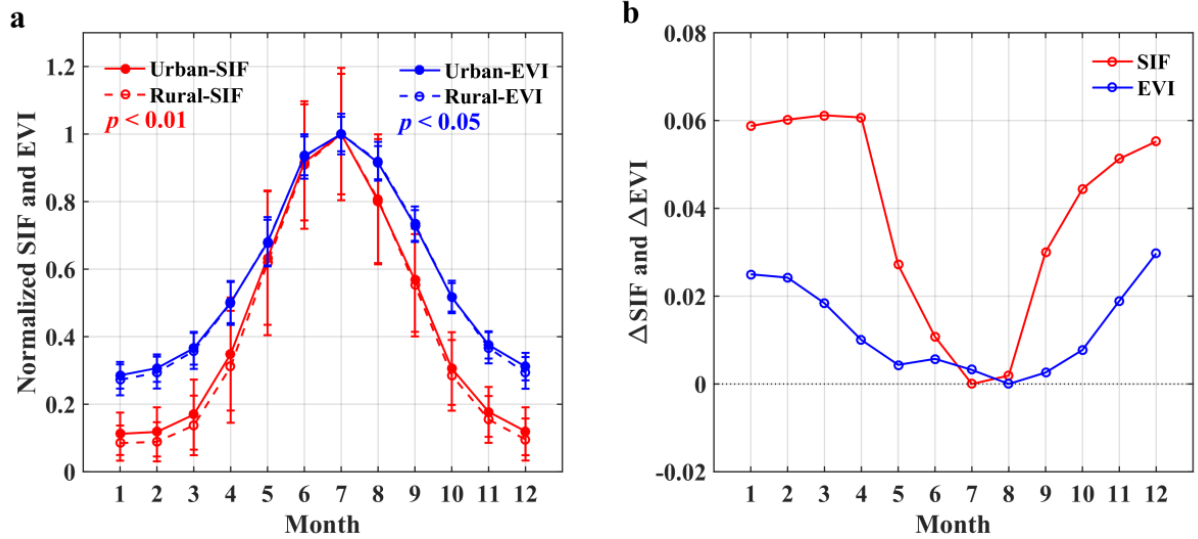 a
Normalized SIF and EVI
1.2
1
0.8
0.6
0.4
0.2
0
Urban-SIF
Rural-SIF
p < 0.01
Urban-EVI
Rural-EVI
p < 0.05
1 2 3 4 5 6 7 8 9 10 11 12
Month
b
ΔSIF and ΔEVI
0.08
0.06
0.04
0.02
0
-0.02
SIF
EVI
1 2 3 4 5 6 7 8 9 10 11 12
Month